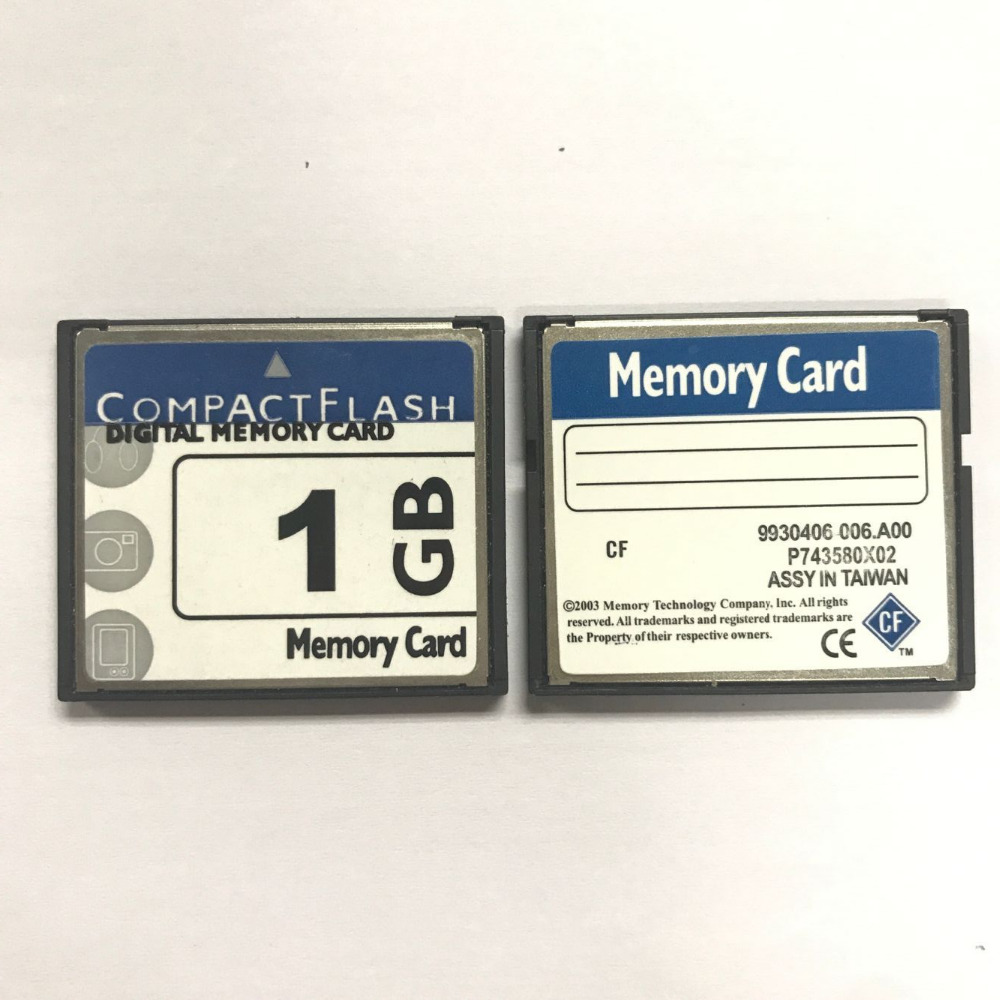 COMPACTFLASH
DIGITAL MEMORY CARD
1 GB
Memory Card
Memory Card
CF
9930406-006.A00
P743580X02
ASSY IN TAIWAN
©2003 Memory Technology Company, Inc. All rights
reserved. All trademarks and registered trademarks are
the Property of their respective owners.
CE
CF
TM